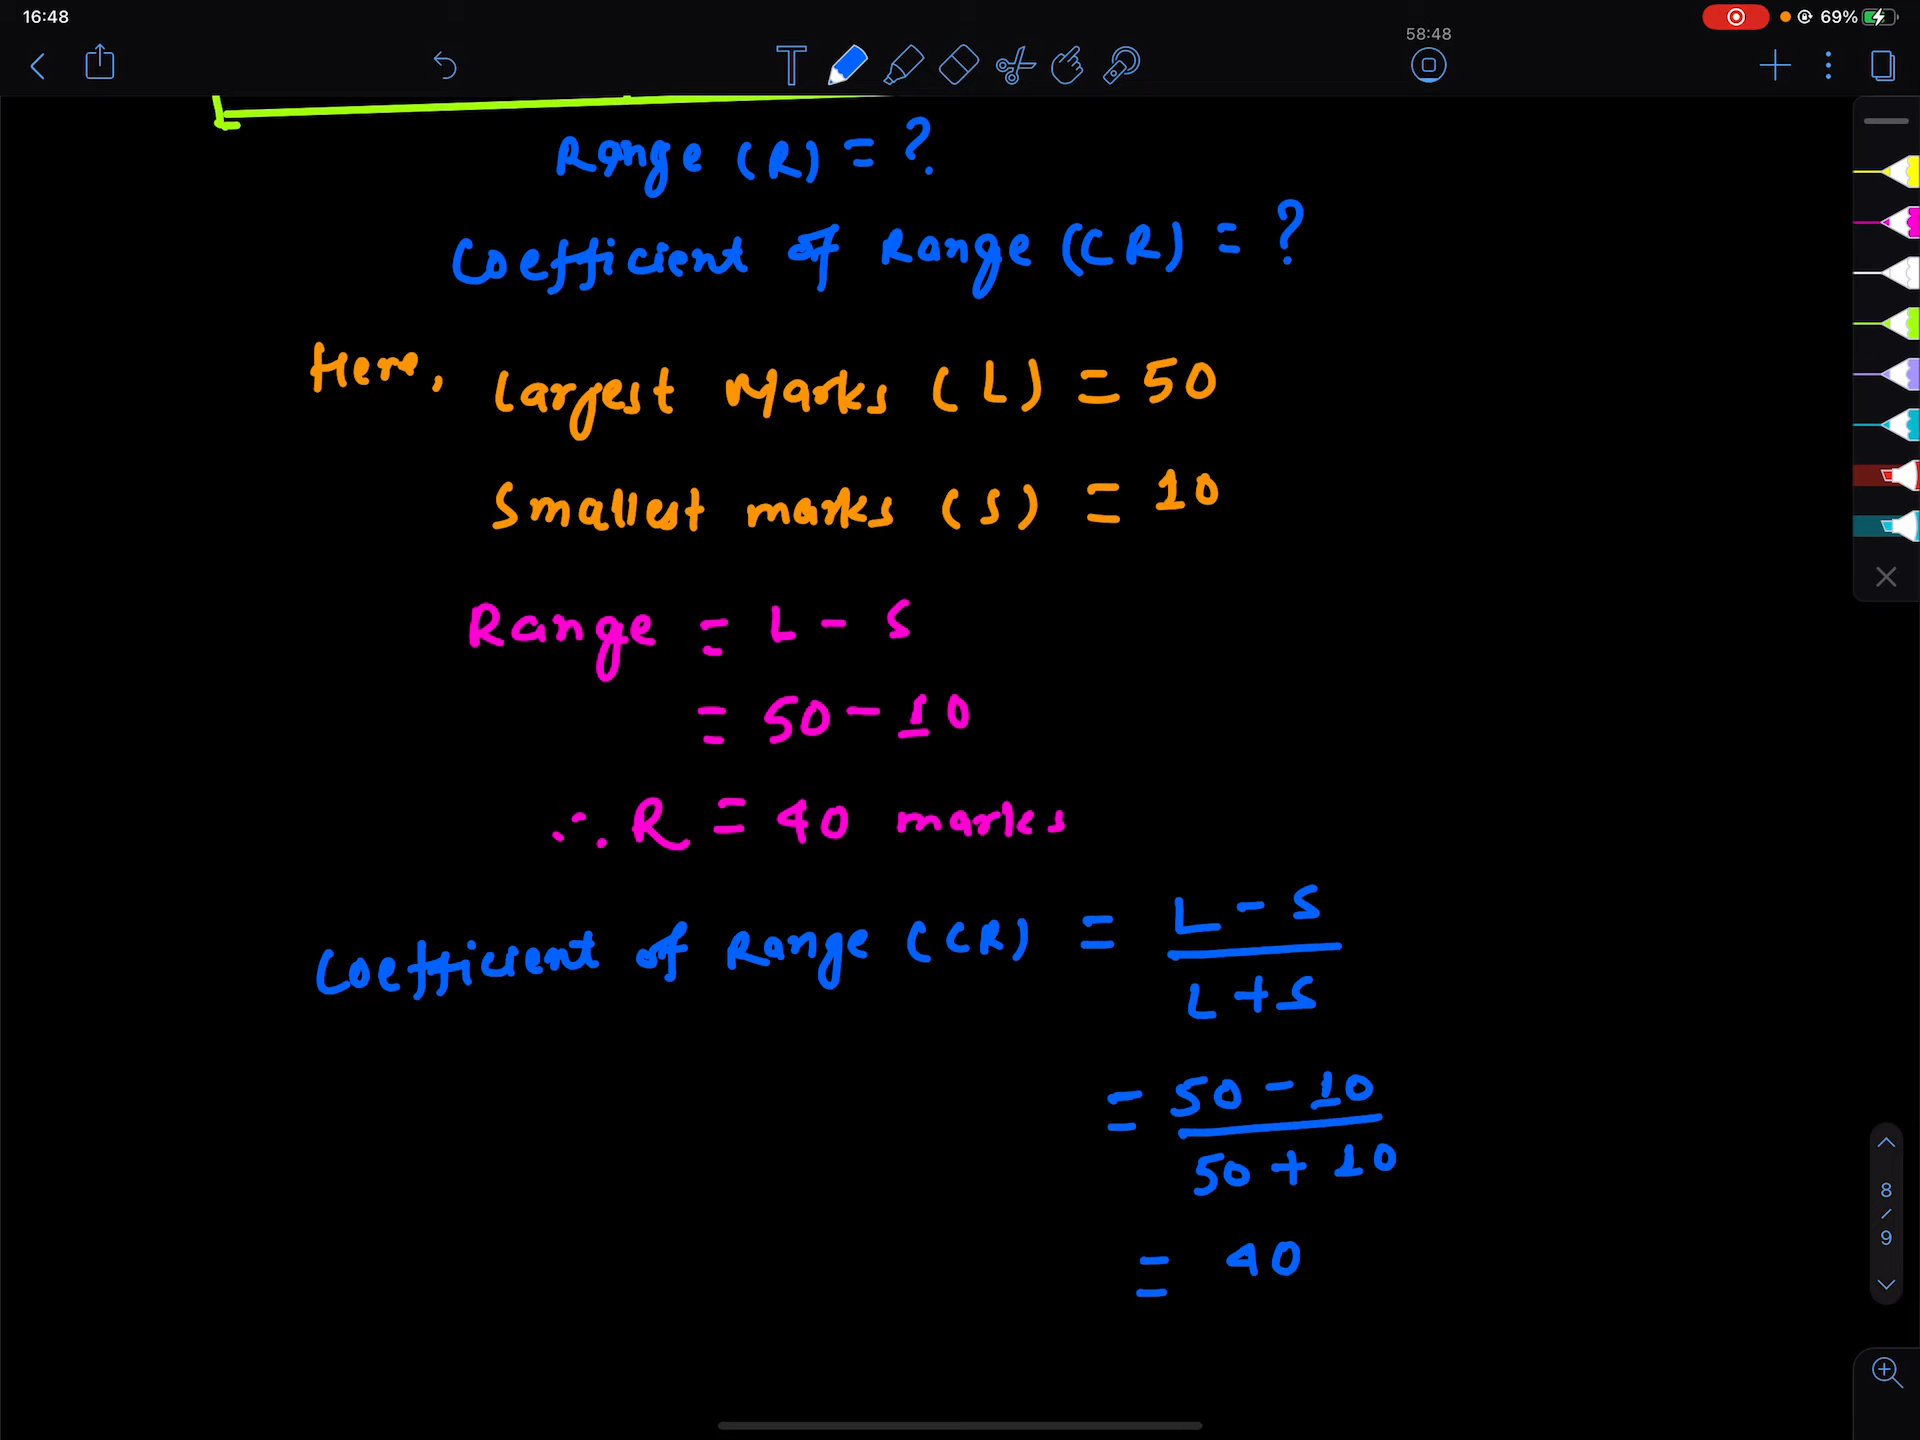 16:48
69%
58:48
Range (R) = ?
Coefficient of Range (CR) = ?
Here, Largest Marks (L) = 50
Smallest marks (S) = 10
Range = L - S
= 50 - 10
∴ R = 40 marks
Coefficient of Range (CR) = L - S
L + S
= 50 - 10
50 + 10
= 40
8
/
9